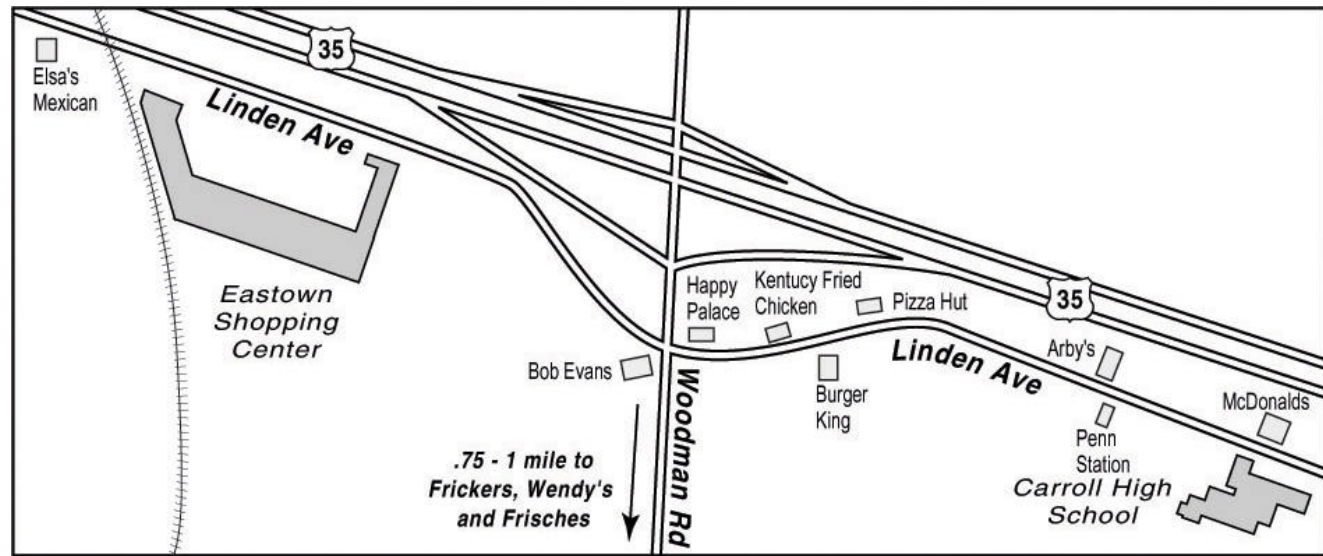 35
Elsa's
Mexican
Linden Ave
Eastown
Shopping
Center
Happy
Palace
Kentucy Fried
Chicken
Pizza Hut
35
Bob Evans
Burger
King
Linden Ave
Arby's
McDonalds
Woodman Rd
Penn
Station
.75 - 1 mile to
Frickers, Wendy's
and Frisches
Carroll High
School